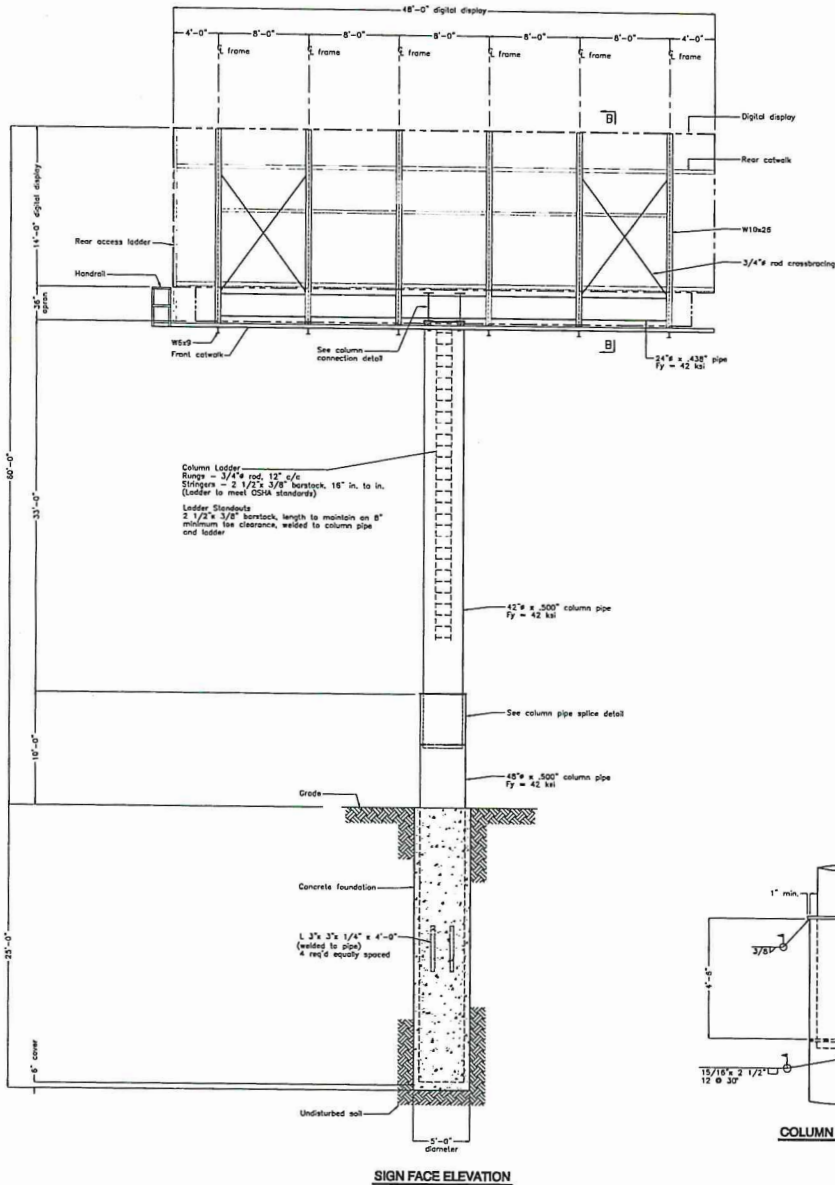 48'-0" digital display
4'-0"
8'-0"
8'-0"
8'-0"
8'-0"
8'-0"
4'-0"
℄ frame
℄ frame
℄ frame
℄ frame
℄ frame
℄ frame
B
Digital display
Rear catwalk
14'-0" digital display
W10x26
Rear access ladder
3/4"ø rod crossbracing
Handrail
36"
apron
W6x9
Front catwalk
See column
connection detail
B
24"ø x .438" pipe
Fy = 42 ksi
60'-0"
33'-0"
Column Ladder
Rungs - 3/4"ø rod, 12" c/c
Stringers - 2 1/2"x 3/8" barstock, 16" in. to in.
(Ladder to meet OSHA standards)
Ladder Standouts
2 1/2"x 3/8" barstock, length to maintain an 8"
minimum toe clearance, welded to column pipe
and ladder
42"ø x .500" column pipe
Fy = 42 ksi
See column pipe splice detail
10'-0"
48"ø x .500" column pipe
Fy = 42 ksi
Grade
Concrete foundation
1" min.
L 3"x 3"x 1/4" x 4'-0"
(welded to pipe)
4 req'd equally spaced
3/8
4'-6"
25'-0"
6" cover
15/16"x 2 1/2"
12 @ 30°
Undisturbed soil
COLUMN
5'-0"
diameter
SIGN FACE ELEVATION